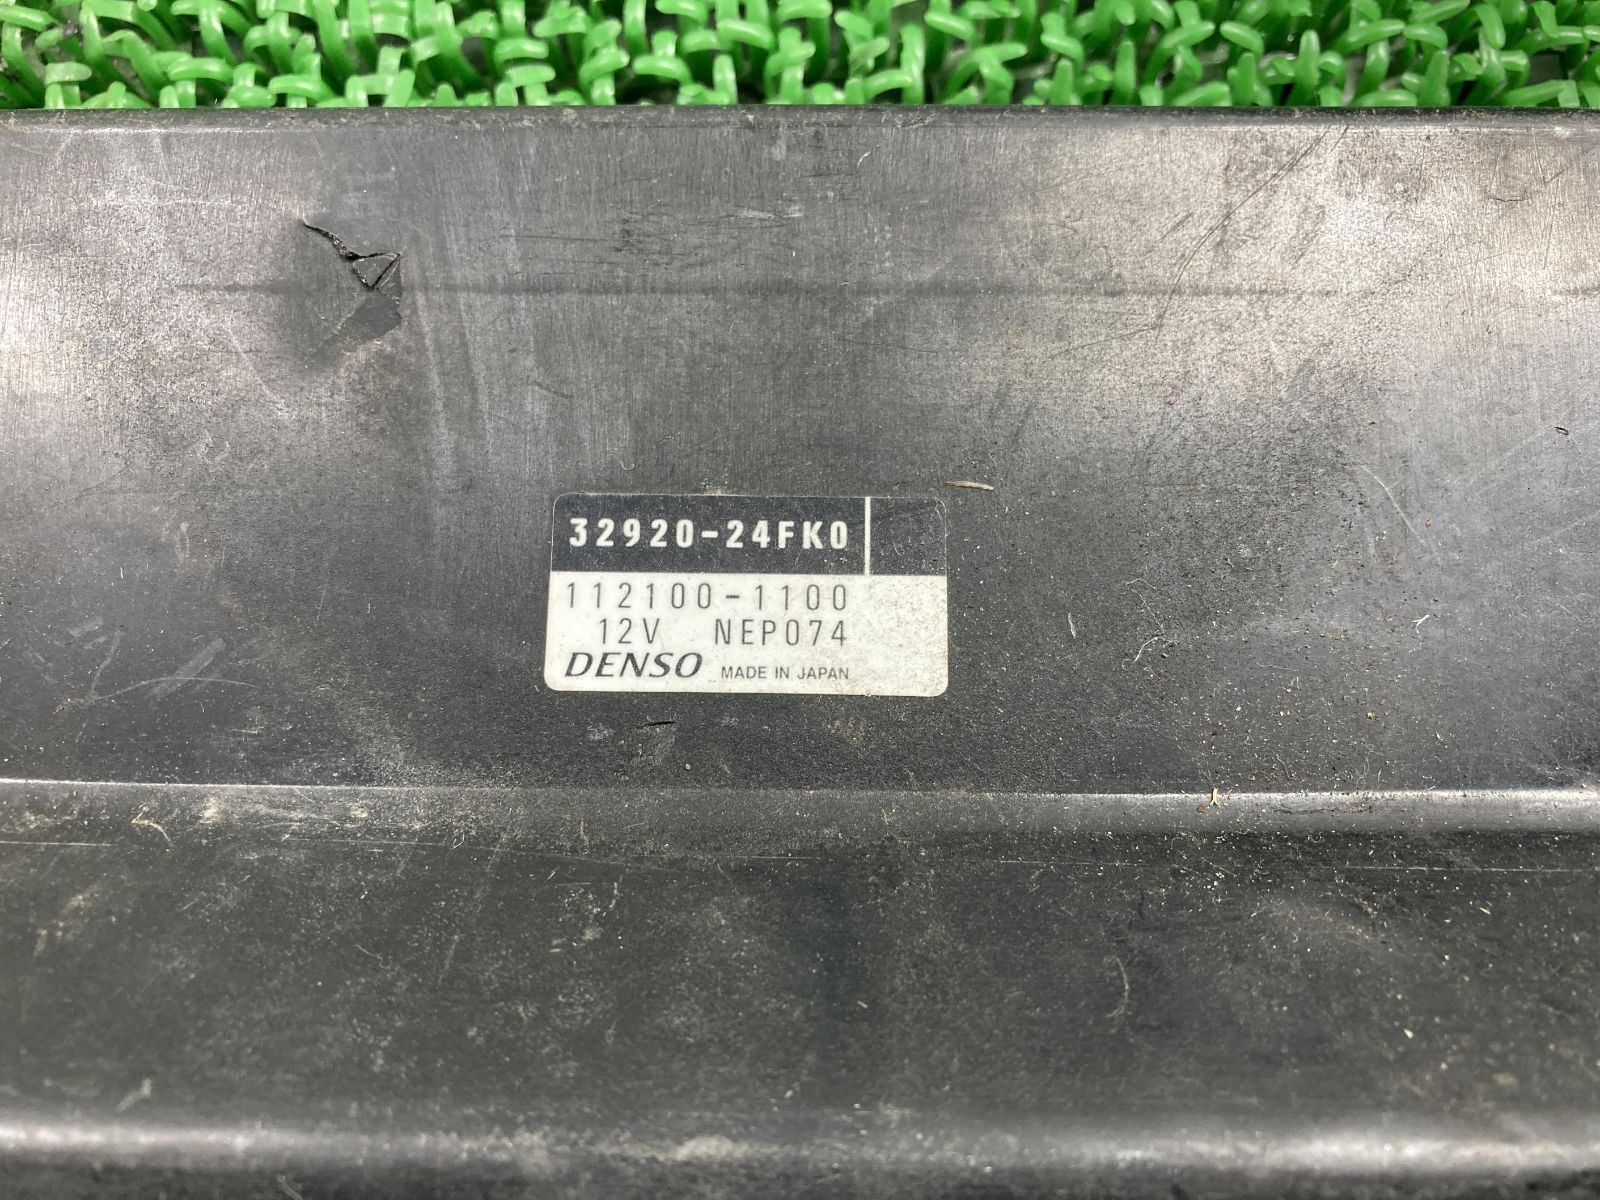 32920-24FK0
112100-1100
12V NEP074
DENSO MADE IN JAPAN